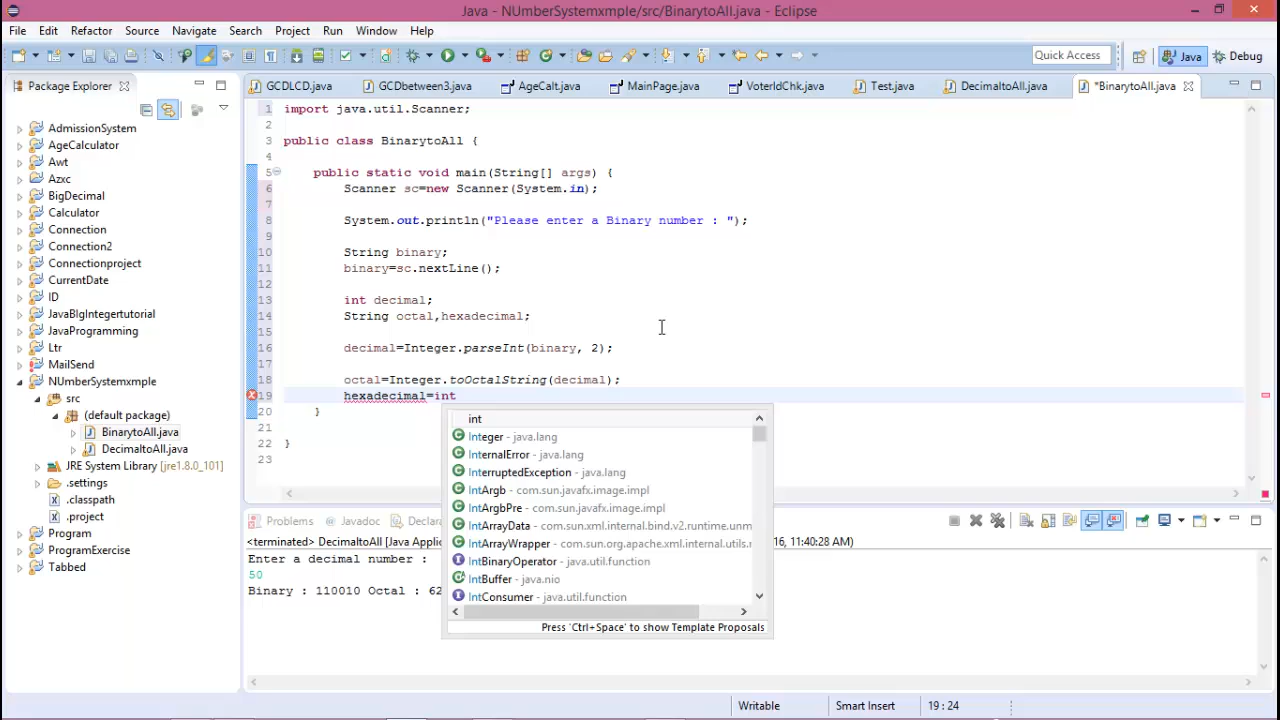 Java - NUmberSystemxmple/src/BinarytoAll.java - Eclipse
File Edit Refactor Source Navigate Search Project Run Window Help
Quick Access Java Debug
Package Explorer
GCDLCD.java GCDbetween3.java AgeCalt.java MainPage.java VoterIdChk.java Test.java DecimaltoAll.java *BinarytoAll.java
AdmissionSystem
AgeCalculator
Awt
Azxc
BigDecimal
Calculator
Connection
Connection2
Connectionproject
CurrentDate
ID
JavaBIgIntegertutorial
JavaProgramming
Ltr
MailSend
NUmberSystemxmple
src
(default package)
BinarytoAll.java
DecimaltoAll.java
JRE System Library [jre1.8.0_101]
.settings
.classpath
.project
Program
ProgramExercise
Tabbed
1 import java.util.Scanner;
2
3 public class BinarytoAll {
4
5 public static void main(String[] args) {
6 Scanner sc=new Scanner(System.in);
7
8 System.out.println("Please enter a Binary number : ");
9
10 String binary;
11 binary=sc.nextLine();
12
13 int decimal;
14 String octal,hexadecimal;
15
16 decimal=Integer.parseInt(binary, 2);
17
18 octal=Integer.toOctalString(decimal);
19 hexadecimal=int
20 }
21
22 }
23
int
Integer - java.lang
InternalError - java.lang
InterruptedException - java.util
IntArgb - com.sun.javafx.image.impl
IntArgbPre - com.sun.javafx.image.impl
IntArrayData - com.sun.xml.internal.bind.v2.runtime.unm
IntArrayWrapper - com.sun.org.apache.xml.internal.utils.r
IntBinaryOperator - java.util.function
IntBuffer - java.nio
IntConsumer - java.util.function
Press 'Ctrl+Space' to show Template Proposals
Problems Javadoc Declara
<terminated> DecimaltoAll [Java Applic 16, 11:40:28 AM)
Enter a decimal number :
50
Binary : 110010 Octal : 62
Writable Smart Insert 19 : 24